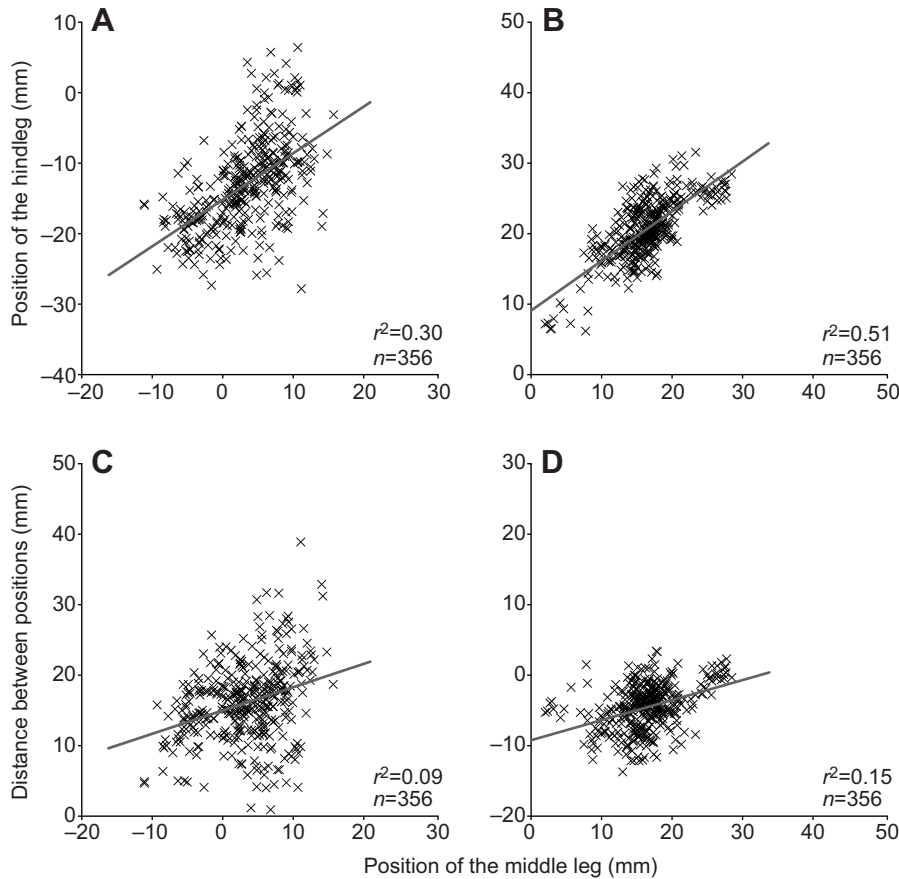 A
Position of the hindleg (mm)
10
0
–10
–20
–30
–40
–20 –10 0 10 20 30
r²=0.30
n=356
B
50
40
30
20
10
0
0 10 20 30 40 50
r²=0.51
n=356
C
Distance between positions (mm)
50
40
30
20
10
0
–20 –10 0 10 20 30
r²=0.09
n=356
D
30
20
10
0
–10
–20
0 10 20 30 40 50
r²=0.15
n=356
Position of the middle leg (mm)